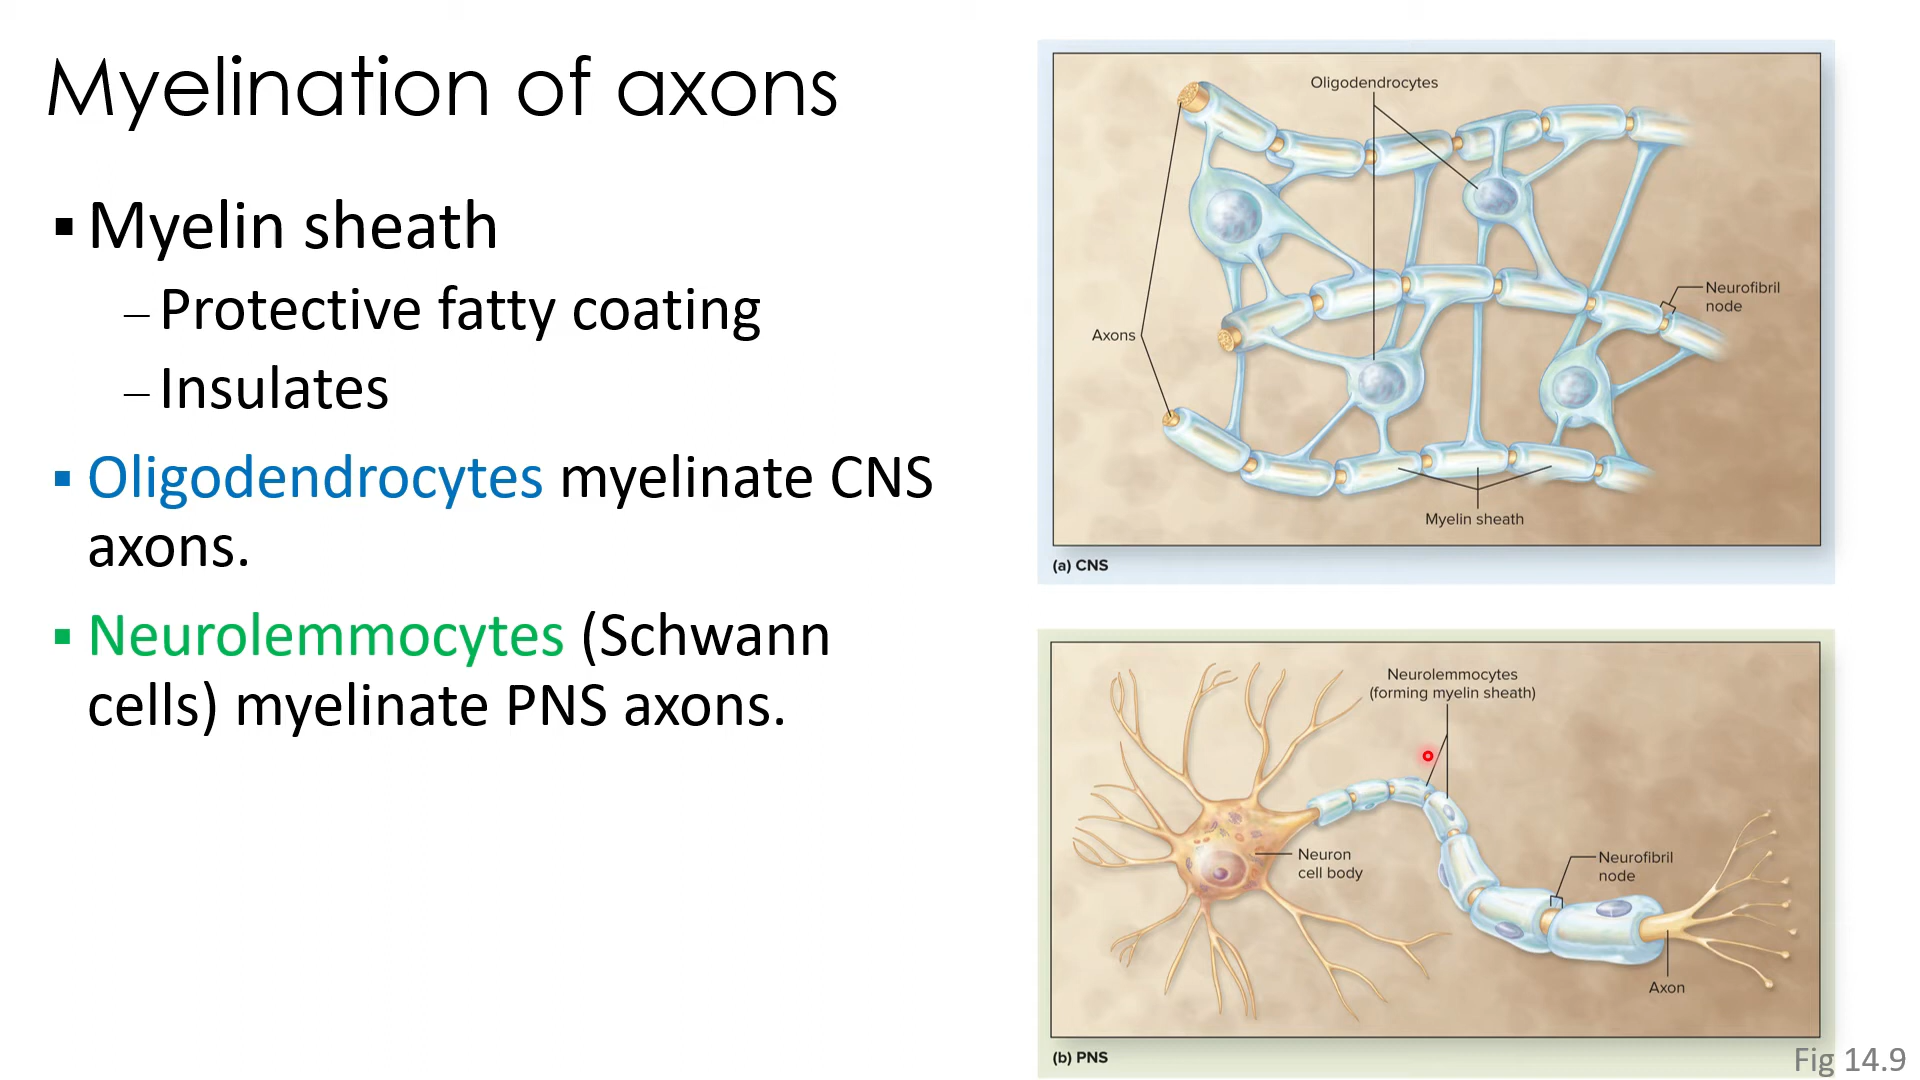 Myelination of axons
▪ Myelin sheath
– Protective fatty coating
– Insulates
▪ Oligodendrocytes myelinate CNS
axons.
▪ Neurolemmocytes (Schwann
cells) myelinate PNS axons.
Oligodendrocytes
Neurofibril
node
Axons
Myelin sheath
(a) CNS
Neurolemmocytes
(forming myelin sheath)
Neuron
cell body
Neurofibril
node
Axon
(b) PNS
Fig 14.9